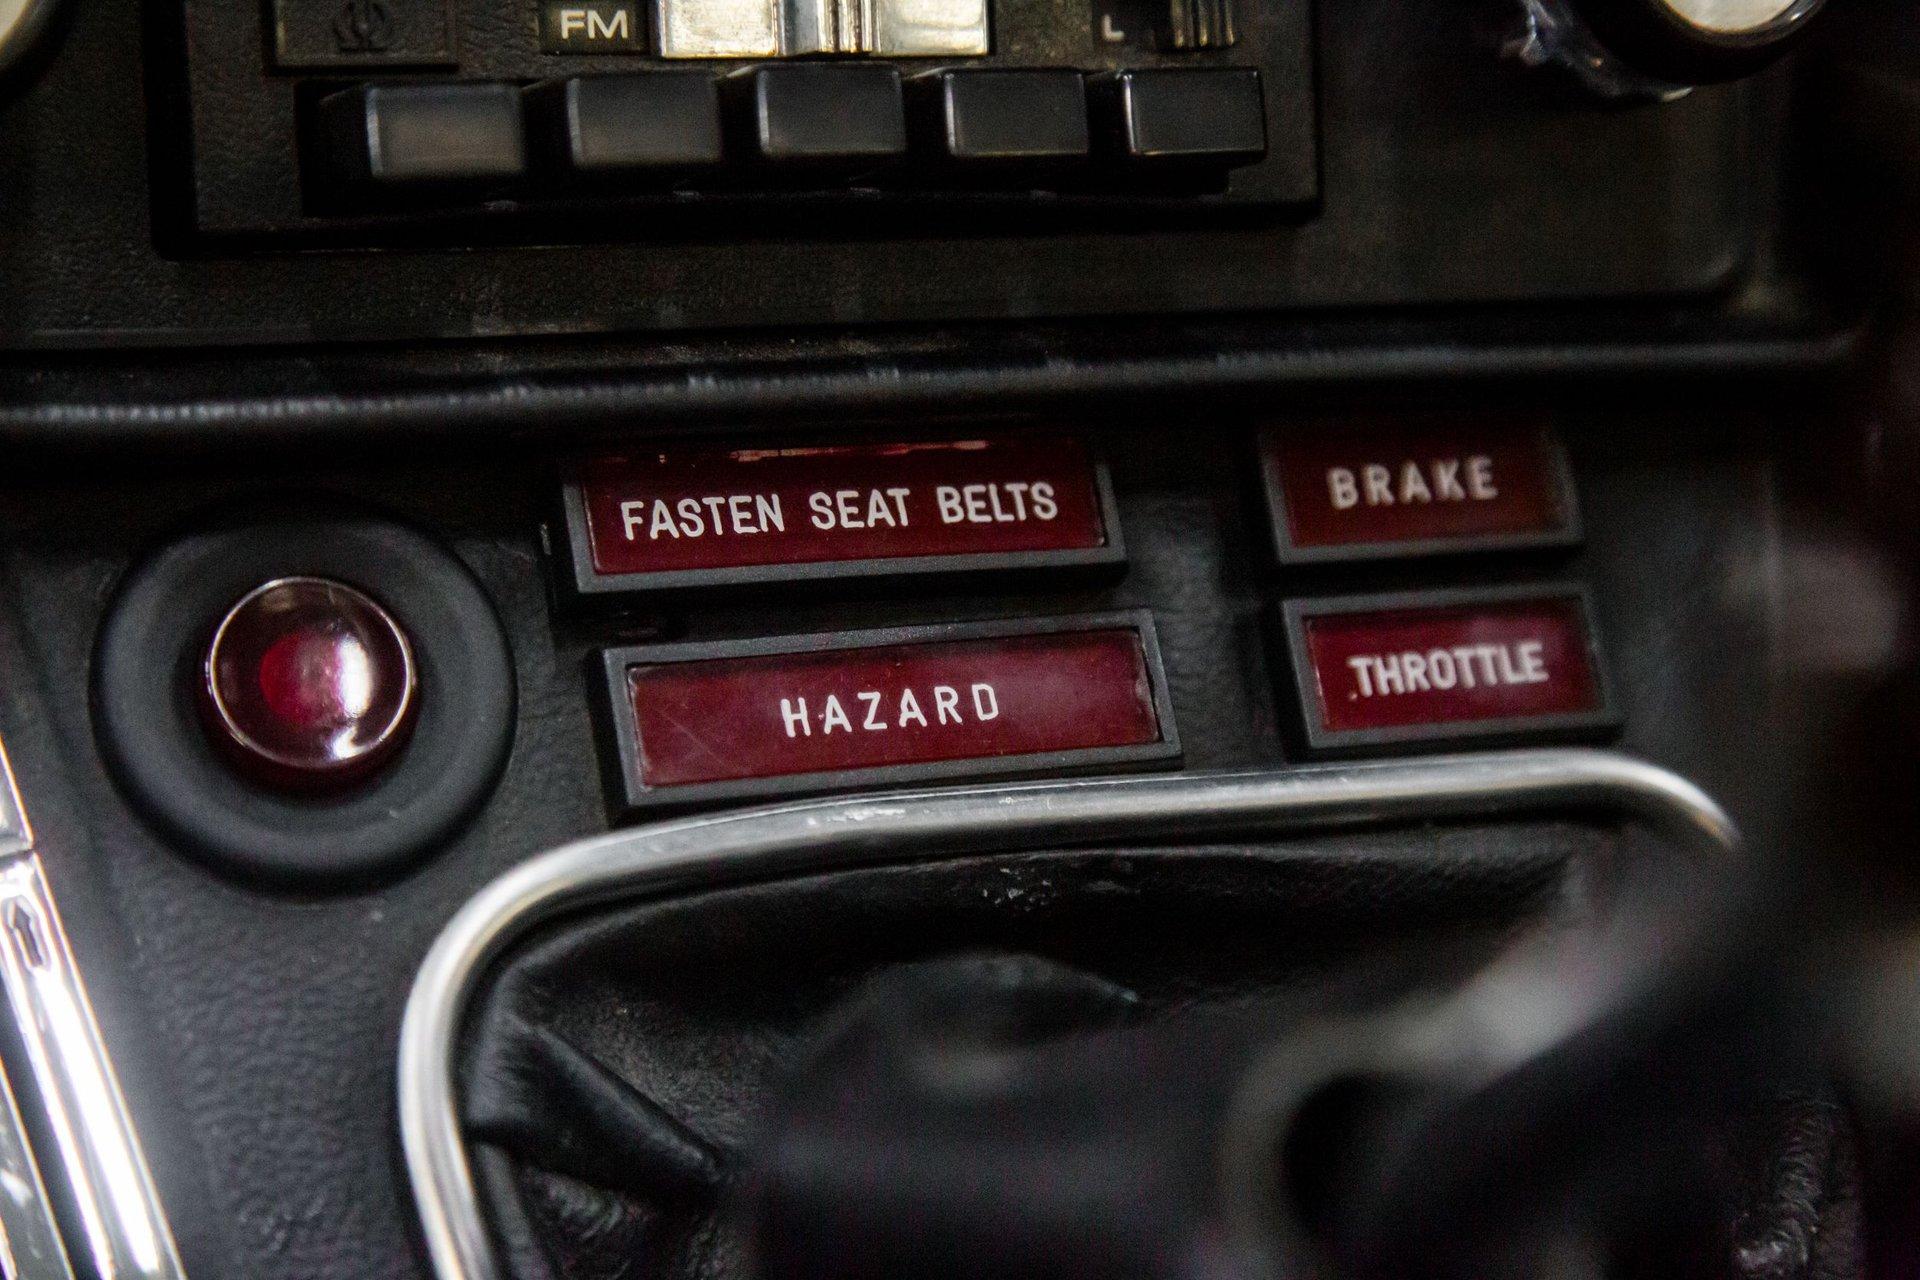 FM
L
FASTEN SEAT BELTS
BRAKE
HAZARD
THROTTLE